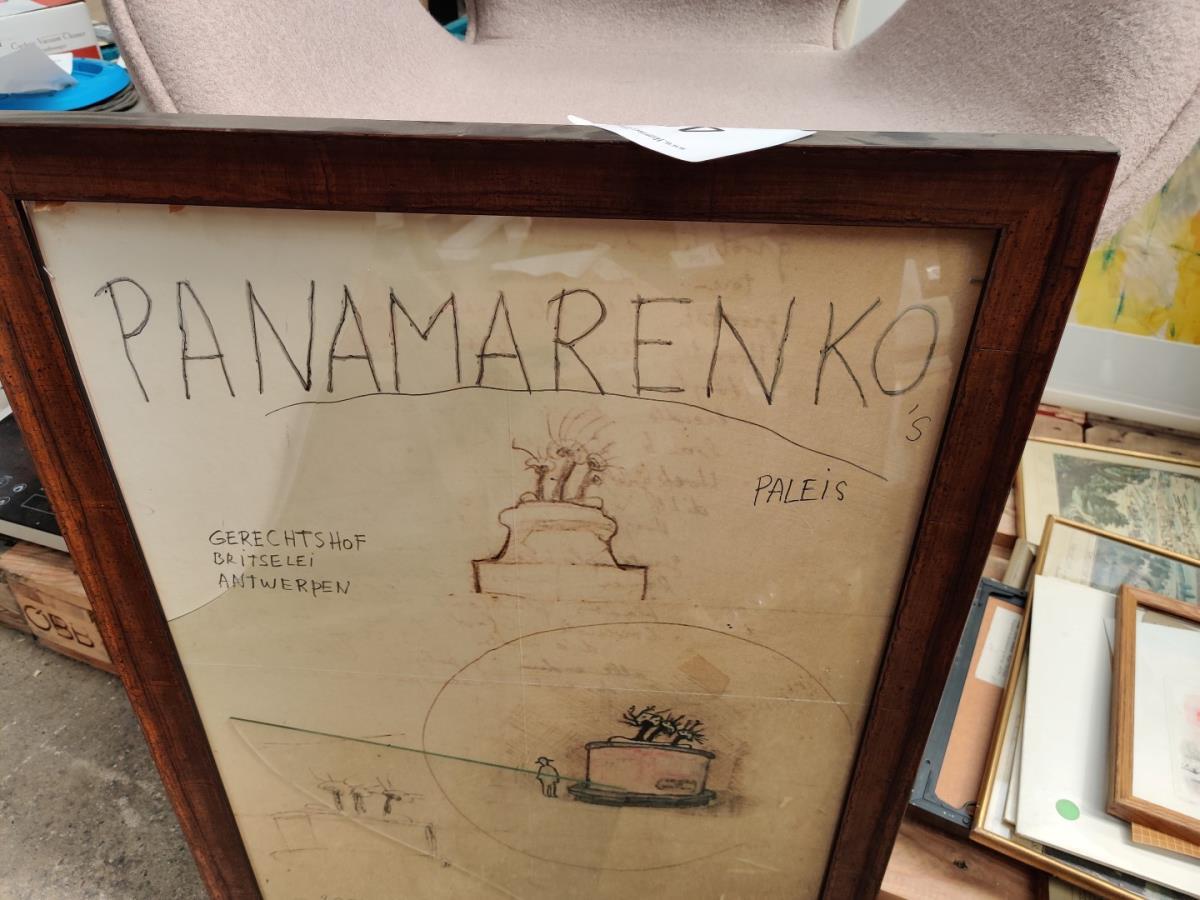 PANAMARENKO
's
PALEIS
GERECHTSHOF
BRITSELEI
ANTWERPEN